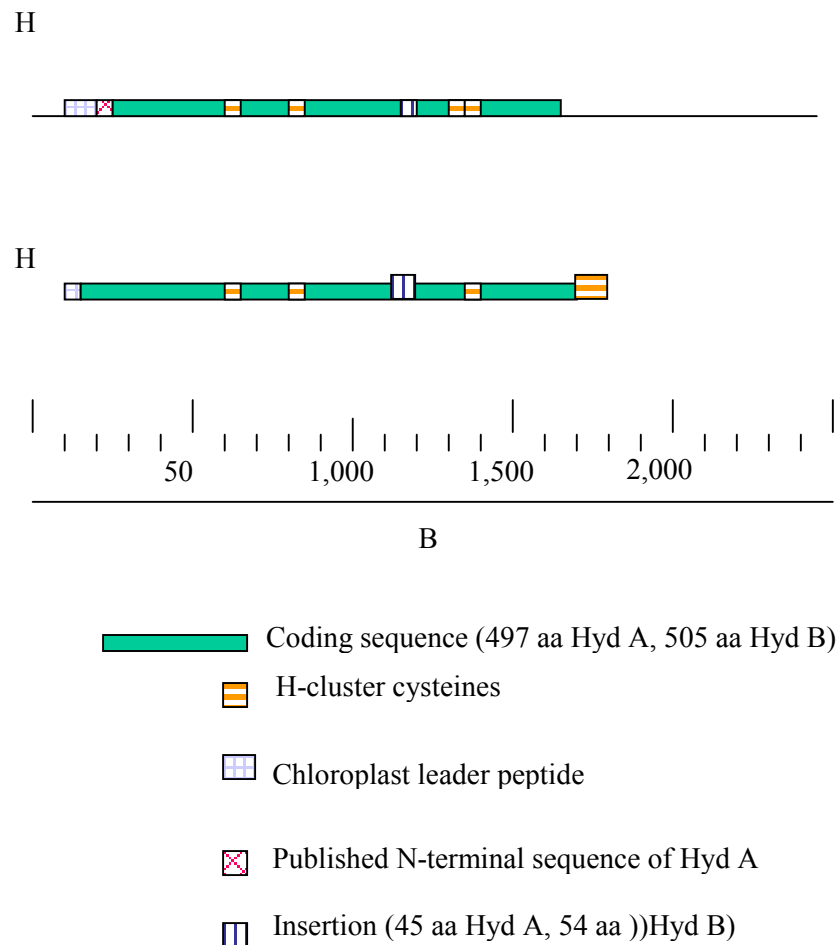 H
H
50 1,000 1,500 2,000
B
Coding sequence (497 aa Hyd A, 505 aa Hyd B)
H-cluster cysteines
Chloroplast leader peptide
Published N-terminal sequence of Hyd A
Insertion (45 aa Hyd A, 54 aa ))Hyd B)